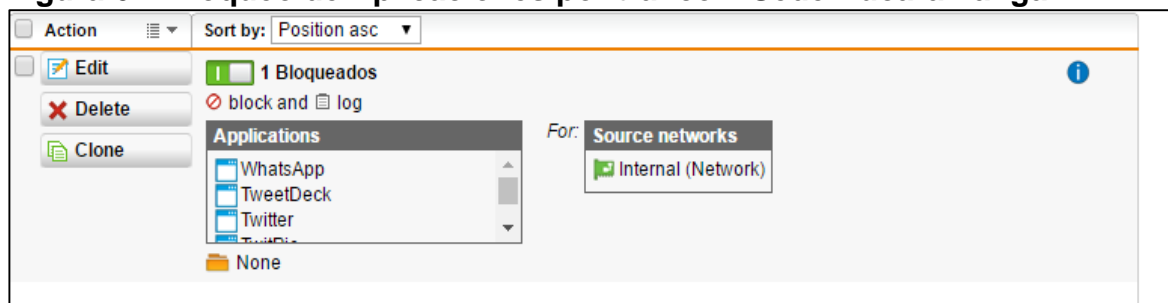 Action
Sort by: Position asc
Edit
Delete
Clone
1 Bloqueados
block and log
Applications
WhatsApp
TweetDeck
Twitter
For:
Source networks
Internal (Network)
None